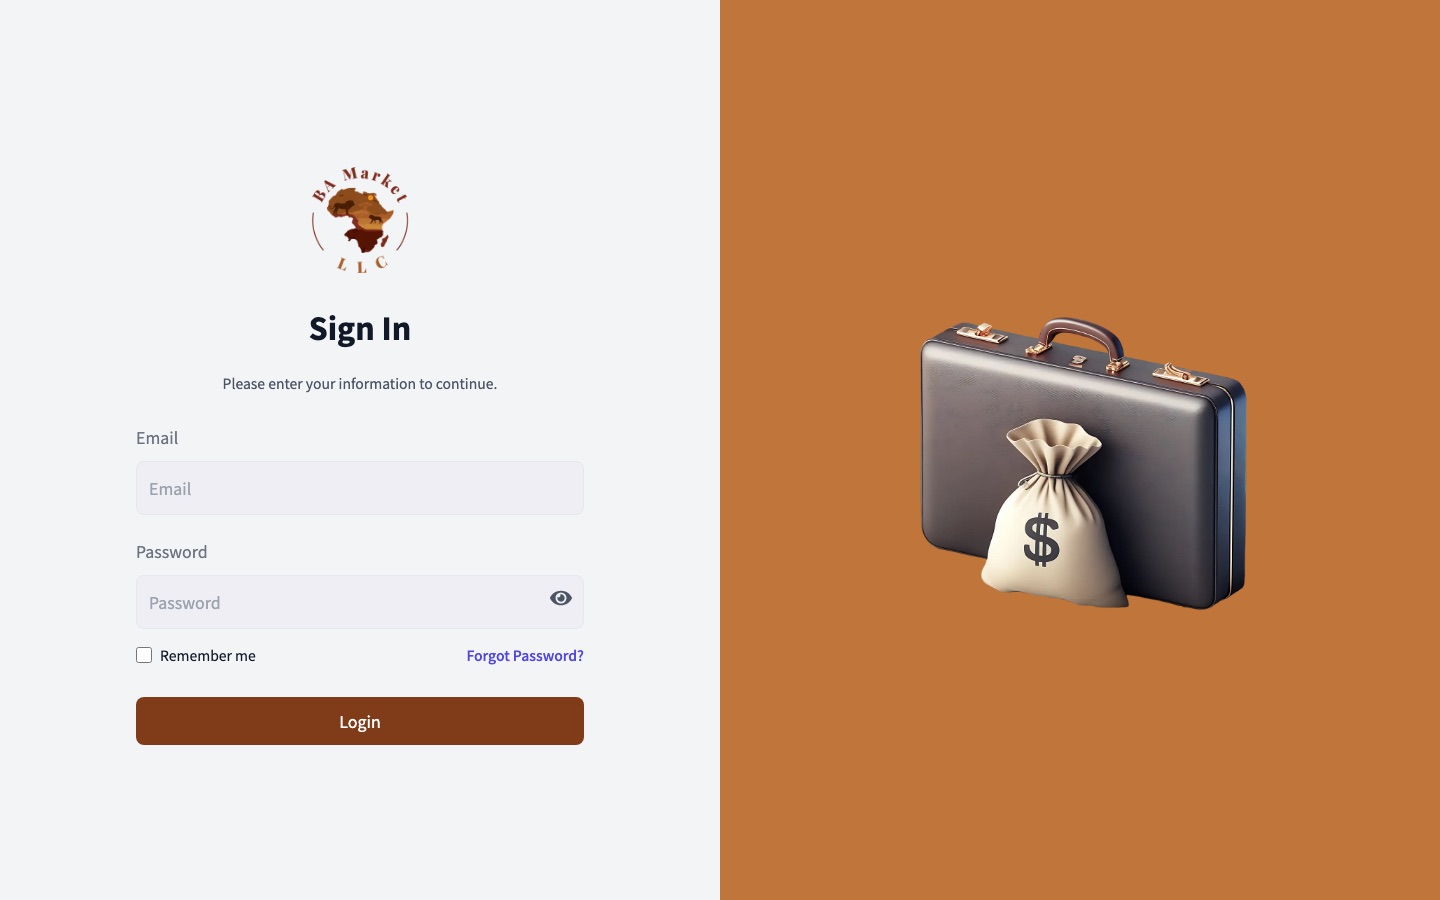 BA Market
LLC
Sign In
Please enter your information to continue.
Email
Email
Password
Password
Remember me
Forgot Password?
Login
$